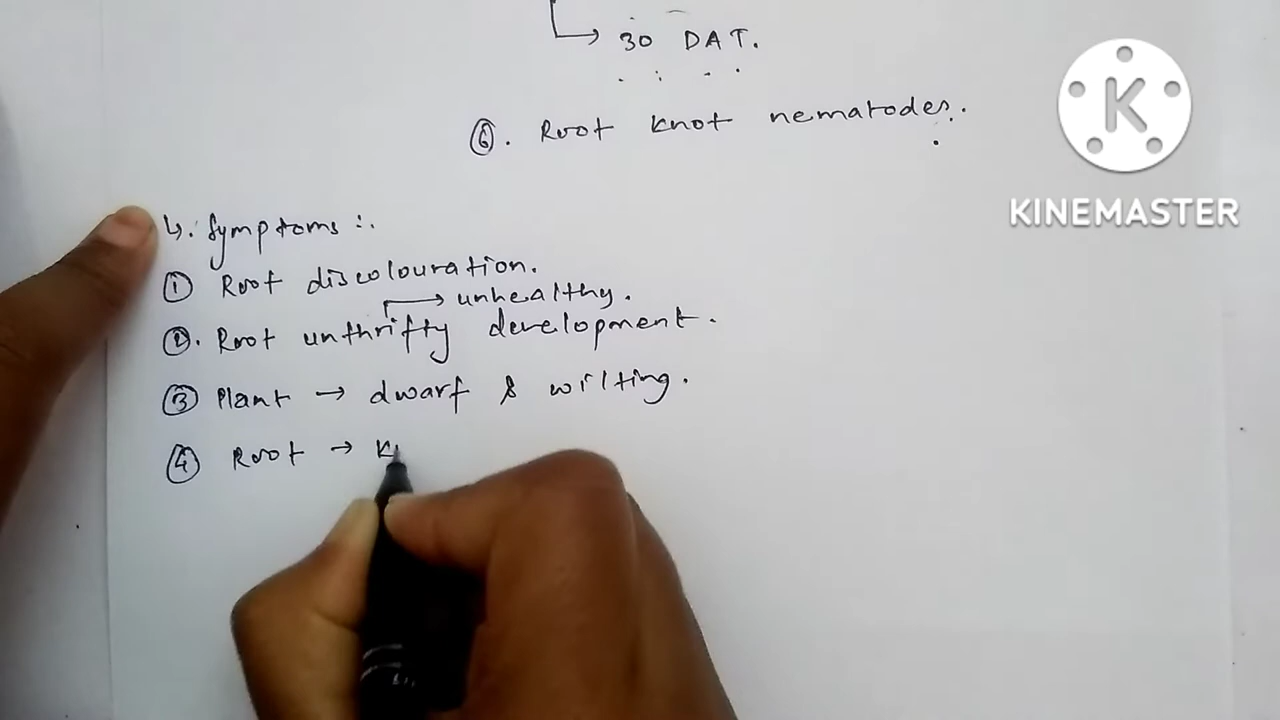 ↳ 30 DAT.
⑥. Root knot nematodes.
K
KINEMASTER
↳. Symptoms :.
① Root discolouration.
→ unhealthy.
②. Root unthrifty development.
③ Plant → dwarf & wilting.
④ Root → K